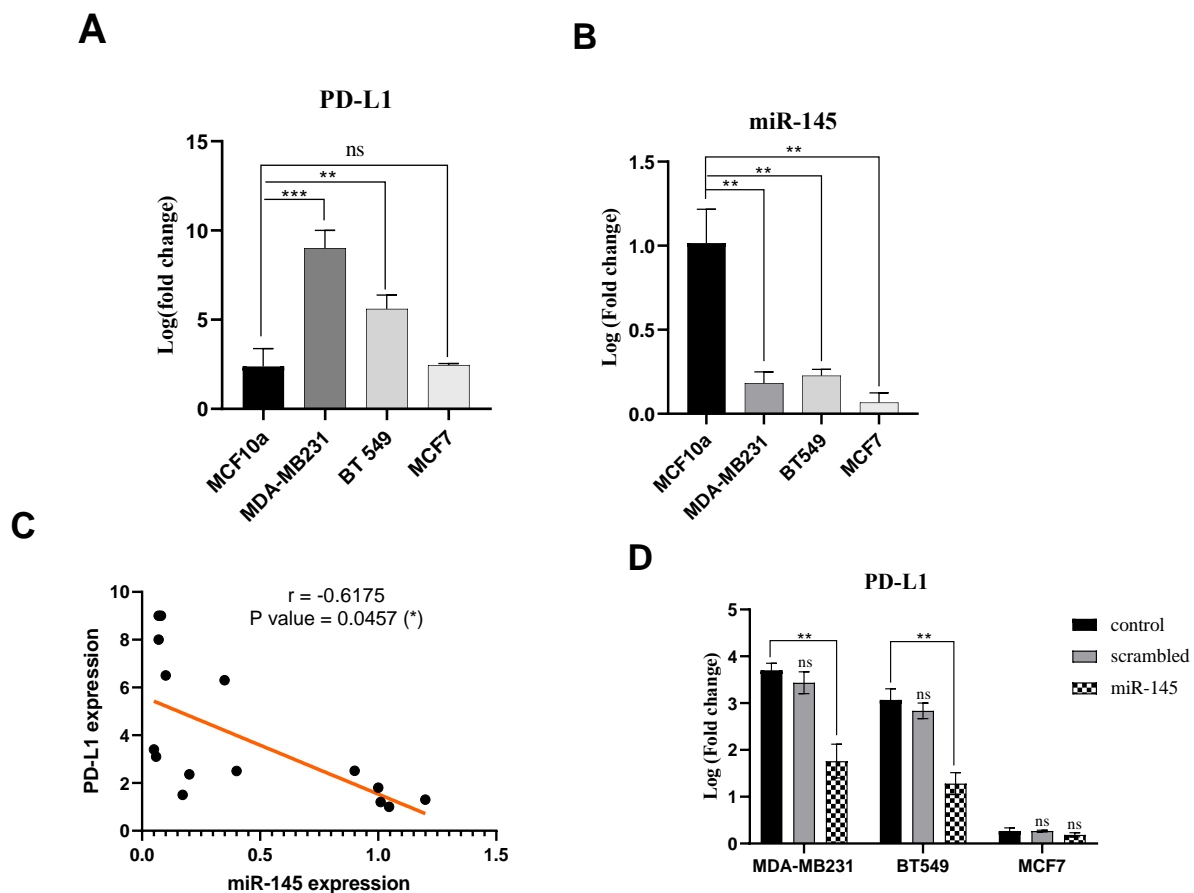 A
PD-L1
Log(fold change)
15
10
5
0
ns
**
***
MCF10a
MDA-MB231
BT 549
MCF7
B
miR-145
Log (Fold change)
1.5
1.0
0.5
0.0
**
**
**
MCF10a
MDA-MB231
BT549
MCF7
C
r = -0.6175
P value = 0.0457 (*)
PD-L1 expression
10
8
6
4
2
0
0.0
0.5
1.0
1.5
miR-145 expression
D
PD-L1
Log (Fold change)
5
4
3
2
1
0
**
ns
**
ns
ns
ns
MDA-MB231
BT549
MCF7
control
scrambled
miR-145